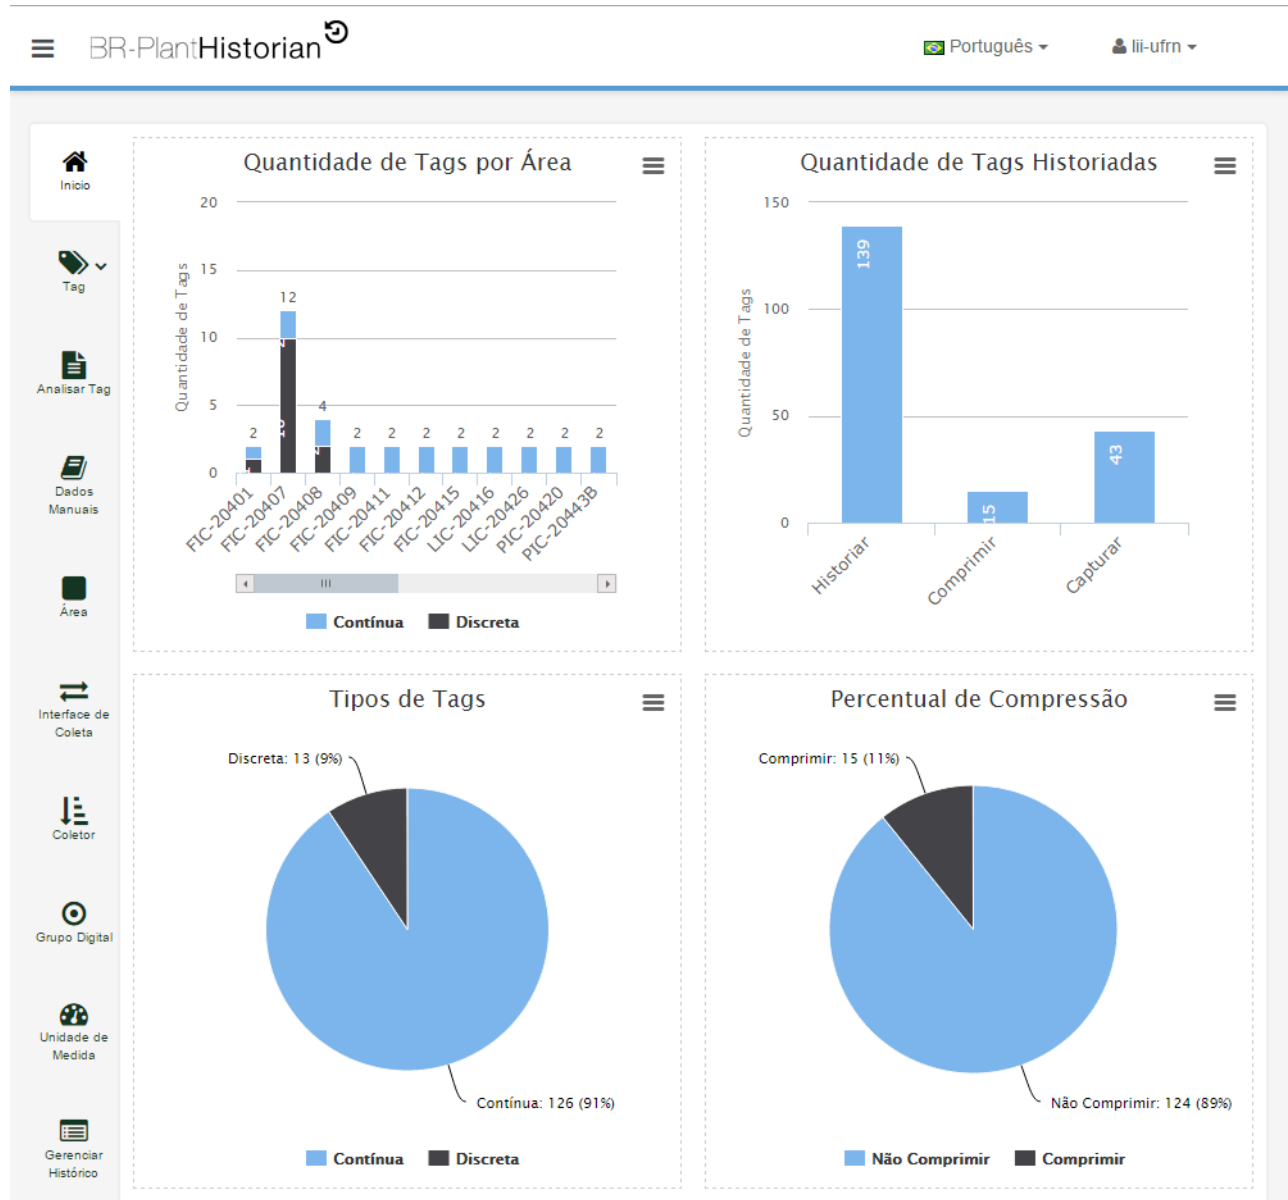 BR-PlantHistorian
Português
lii-ufrn
Inicio
Tag
Analisar Tag
Dados
Manuais
Área
Interface de
Coleta
Coletor
Grupo Digital
Unidade de
Medida
Gerenciar
Histórico
Quantidade de Tags por Área
Quantidade de Tags
20
15
10
5
0
2
12
4
2
2
2
2
2
2
2
2
10
2
FIC-20401
FIC-20407
FIC-20408
FIC-20409
FIC-20411
FIC-20412
FIC-20415
LIC-20416
LIC-20426
PIC-20420
PIC-20443B
Contínua
Discreta
Quantidade de Tags Historiadas
Quantidade de Tags
150
100
50
0
139
15
43
Historiar
Comprimir
Capturar
Tipos de Tags
Discreta: 13 (9%)
Contínua: 126 (91%)
Contínua
Discreta
Percentual de Compressão
Comprimir: 15 (11%)
Não Comprimir: 124 (89%)
Não Comprimir
Comprimir